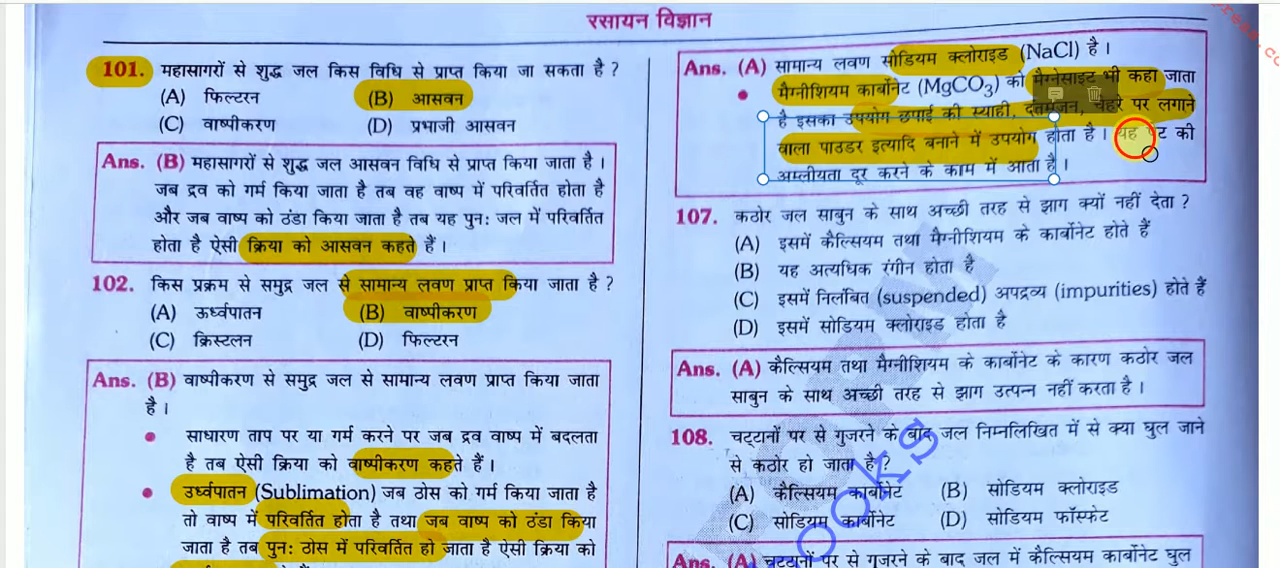 रसायन विज्ञान
101. महासागरों से शुद्ध जल किस विधि से प्राप्त किया जा सकता है ?
(A) फिल्टरन (B) आसवन
(C) वाष्पीकरण (D) प्रभाजी आसवन
Ans. (B) महासागरों से शुद्ध जल आसवन विधि से प्राप्त किया जाता है ।
जब द्रव को गर्म किया जाता है तब वह वाष्प में परिवर्तित होता है
और जब वाष्प को ठंडा किया जाता है तब यह पुन: जल में परिवर्तित
होता है ऐसी क्रिया को आसवन कहते हैं ।
102. किस प्रक्रम से समुद्र जल से सामान्य लवण प्राप्त किया जाता है ?
(A) ऊर्ध्वपातन (B) वाष्पीकरण
(C) क्रिस्टलन (D) फिल्टरन
Ans. (B) वाष्पीकरण से समुद्र जल से सामान्य लवण प्राप्त किया जाता
है ।
• साधारण ताप पर या गर्म करने पर जब द्रव वाष्प में बदलता
है तब ऐसी क्रिया को वाष्पीकरण कहते हैं ।
• उर्ध्वपातन (Sublimation) जब ठोस को गर्म किया जाता है
तो वाष्प में परिवर्तित होता है तथा जब वाष्प को ठंडा किया
जाता है तब पुन: ठोस में परिवर्तित हो जाता है ऐसी क्रिया को
Ans. (A) सामान्य लवण सोडियम क्लोराइड (NaCl) है ।
• मैग्नीशियम कार्बोनेट (MgCO3) को मैग्नेसाइट भी कहा जाता
है इसका उपयोग छपाई की स्याही, दंतमंजन, चेहरे पर लगाने
वाला पाउडर इत्यादि बनाने में उपयोग होता है । यह पेट की
अम्लीयता दूर करने के काम में आता है ।
107. कठोर जल साबुन के साथ अच्छी तरह से झाग क्यों नहीं देता ?
(A) इसमें कैल्सियम तथा मैग्नीशियम के कार्बोनेट होते हैं
(B) यह अत्यधिक रंगीन होता है
(C) इसमें निलंबित (suspended) अपद्रव्य (impurities) होते हैं
(D) इसमें सोडियम क्लोराइड होता है
Ans. (A) कैल्सियम तथा मैग्नीशियम के कार्बोनेट के कारण कठोर जल
साबुन के साथ अच्छी तरह से झाग उत्पन्न नहीं करता है ।
108. चट्टानों पर से गुजरने के बाद जल निम्नलिखित में से क्या घुल जाने
से कठोर हो जाता है ?
(A) कैल्सियम कार्बोनेट (B) सोडियम क्लोराइड
(C) सोडियम कार्बोनेट (D) सोडियम फॉस्फेट
Ans. (A) चट्टानों पर से गुजरने के बाद जल में कैल्सियम कार्बोनेट घुल